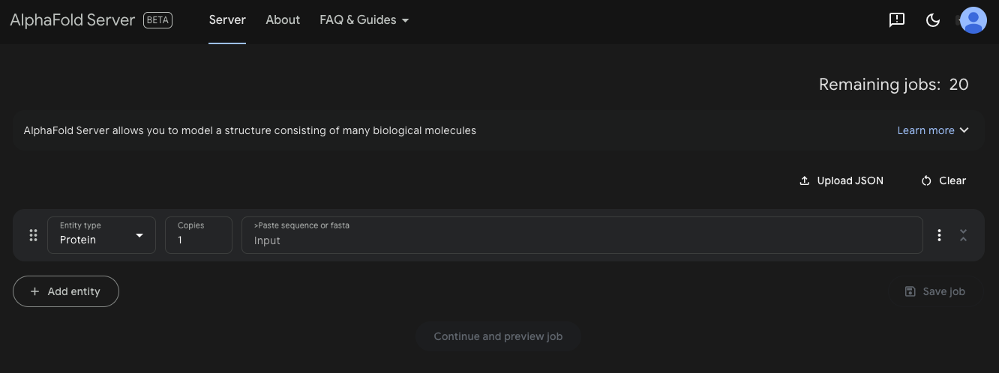 AlphaFold Server BETA Server About FAQ & Guides
Remaining jobs: 20
AlphaFold Server allows you to model a structure consisting of many biological molecules Learn more
Upload JSON Clear
Entity type Copies >Paste sequence or fasta
Protein 1 Input
+ Add entity Save job
Continue and preview job